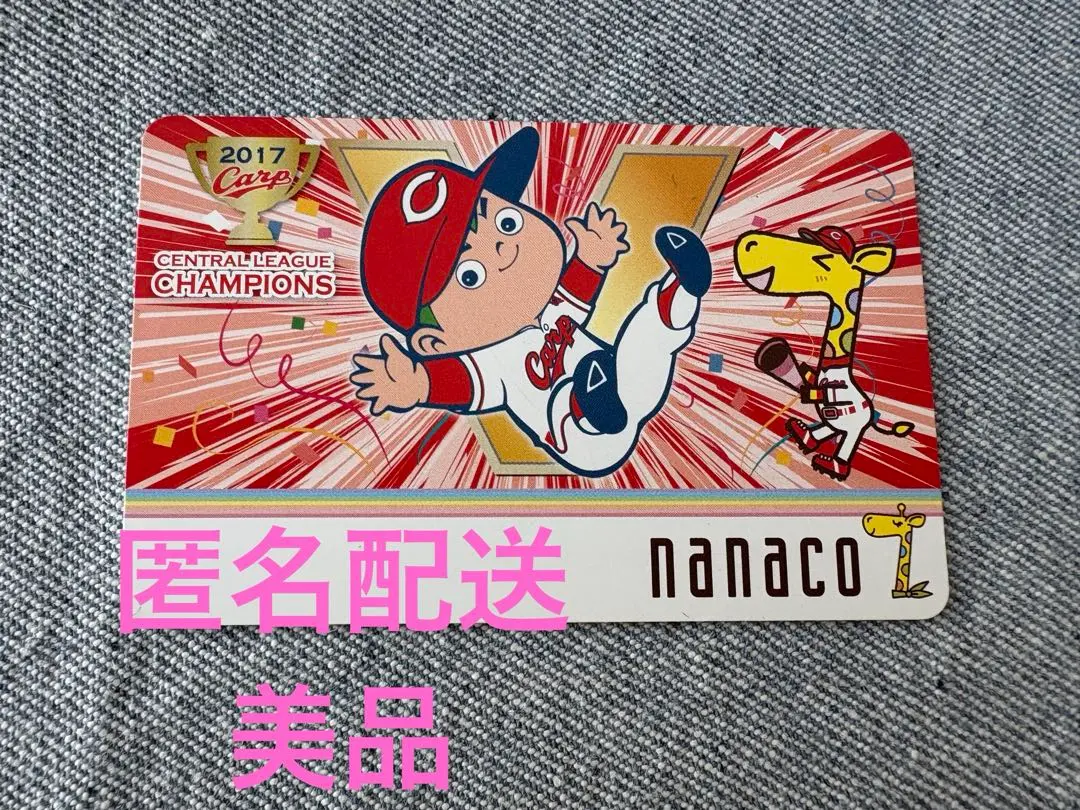 2017
Carp
CENTRAL LEAGUE
CHAMPIONS
Carp
nanaco
匿名配送
美品